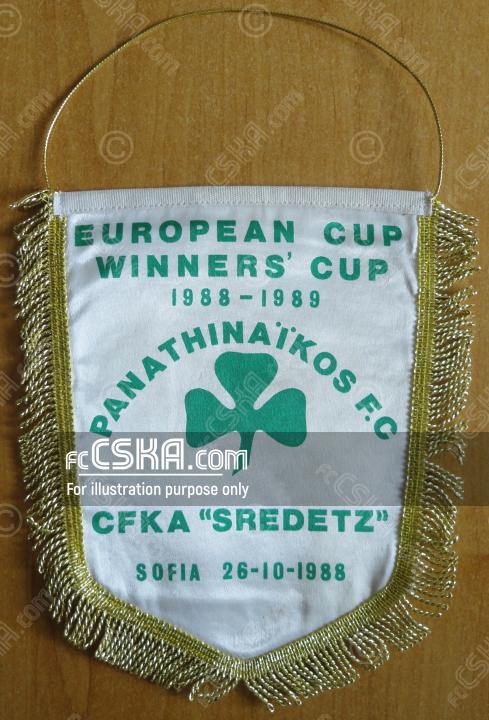 EUROPEAN CUP
WINNERS' CUP
1988-1989
PANATHINAÏKOS F.C
fcCSKA.com
For illustration purpose only
CFKA "SREDETZ"
SOFIA 26-10-1988